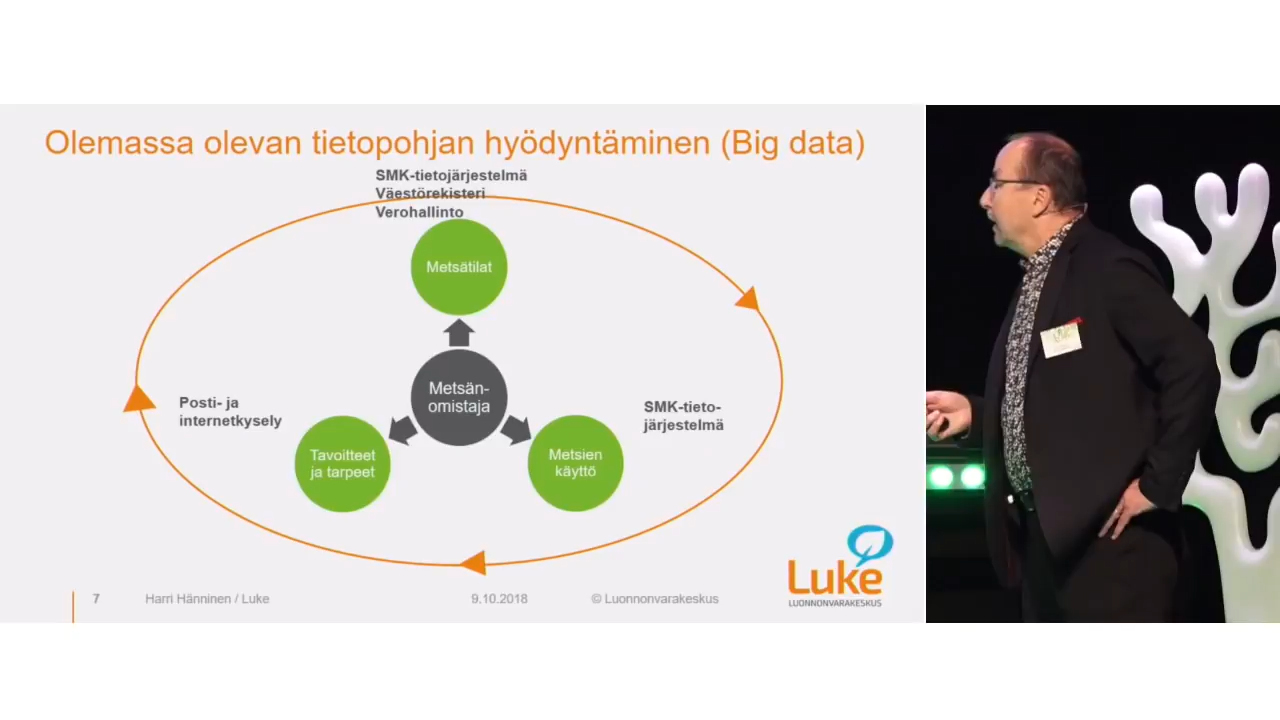 Olemassa olevan tietopohjan hyödyntäminen (Big data)
SMK-tietojärjestelmä
Väestörekisteri
Verohallinto
Metsätilat
Metsän-
omistaja
Posti- ja
internetkysely
SMK-tieto-
järjestelmä
Tavoitteet
ja tarpeet
Metsien
käyttö
Luke
LUONNONVARAKESKUS
7
Harri Hänninen / Luke
9.10.2018
© Luonnonvarakeskus